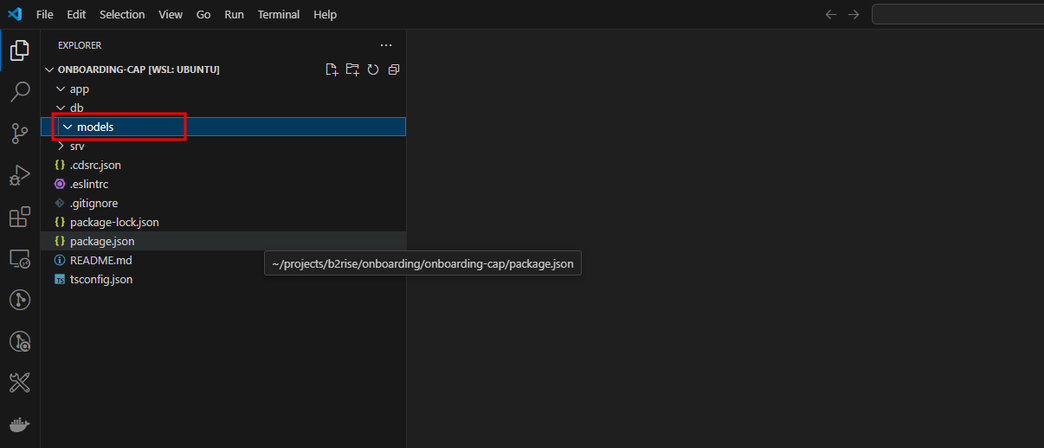 File Edit Selection View Go Run Terminal Help
EXPLORER
ONBOARDING-CAP [WSL: UBUNTU]
app
db
models
srv
{} .cdsrc.json
.eslintrc
.gitignore
{} package-lock.json
{} package.json
~/projects/b2rise/onboarding/onboarding-cap/package.json
README.md
TS tsconfig.json